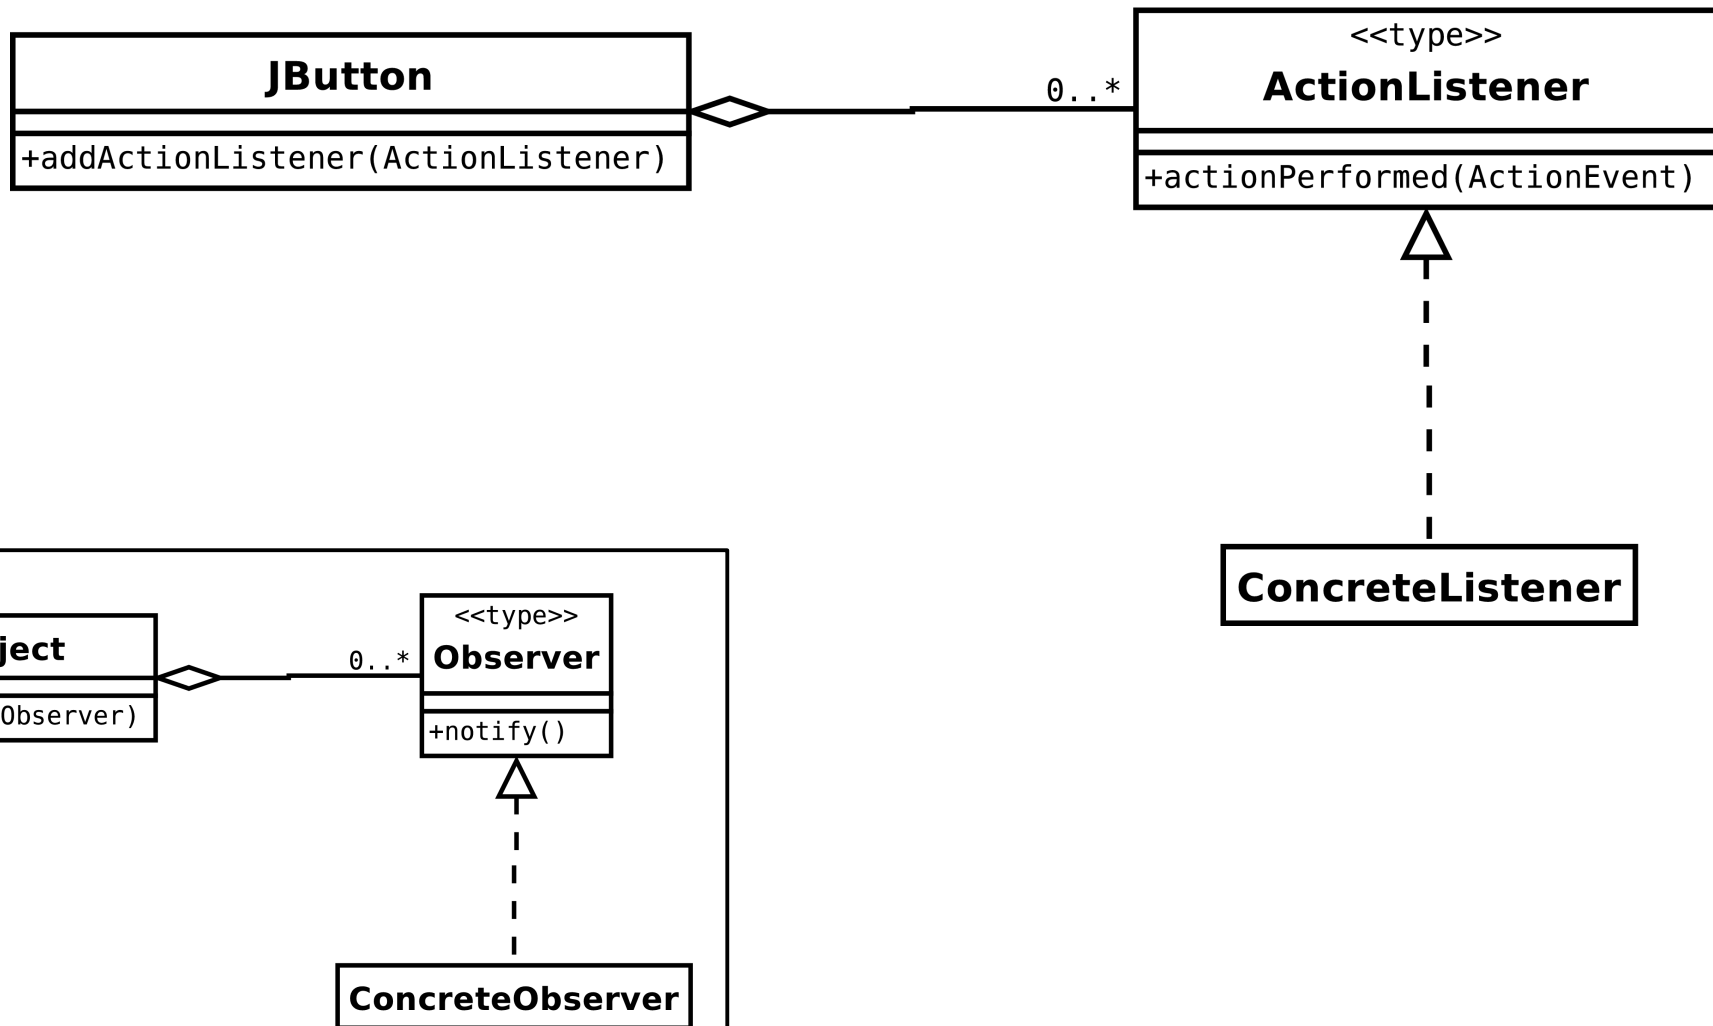 JButton
+addActionListener(ActionListener)
0..*
<<type>>
ActionListener
+actionPerformed(ActionEvent)
ConcreteListener
ject
Observer)
0..*
<<type>>
Observer
+notify()
ConcreteObserver